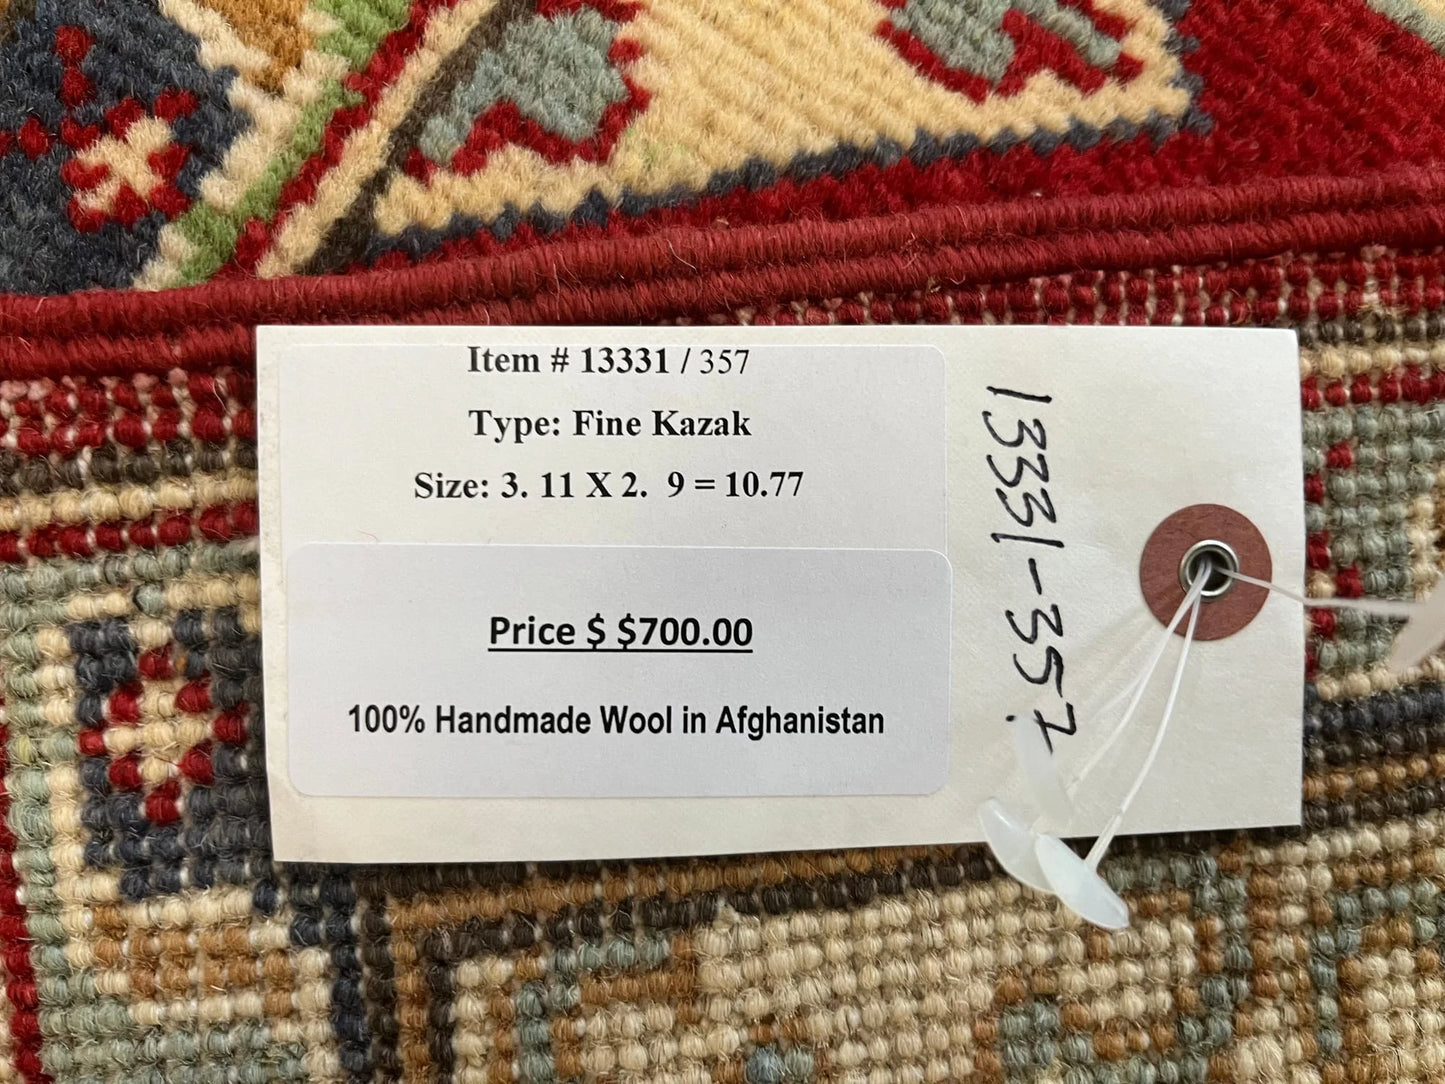 Item # 13331 / 357
Type: Fine Kazak
Size: 3. 11 X 2.  9 = 10.77
Price $ $700.00
100% Handmade Wool in Afghanistan
13331-357